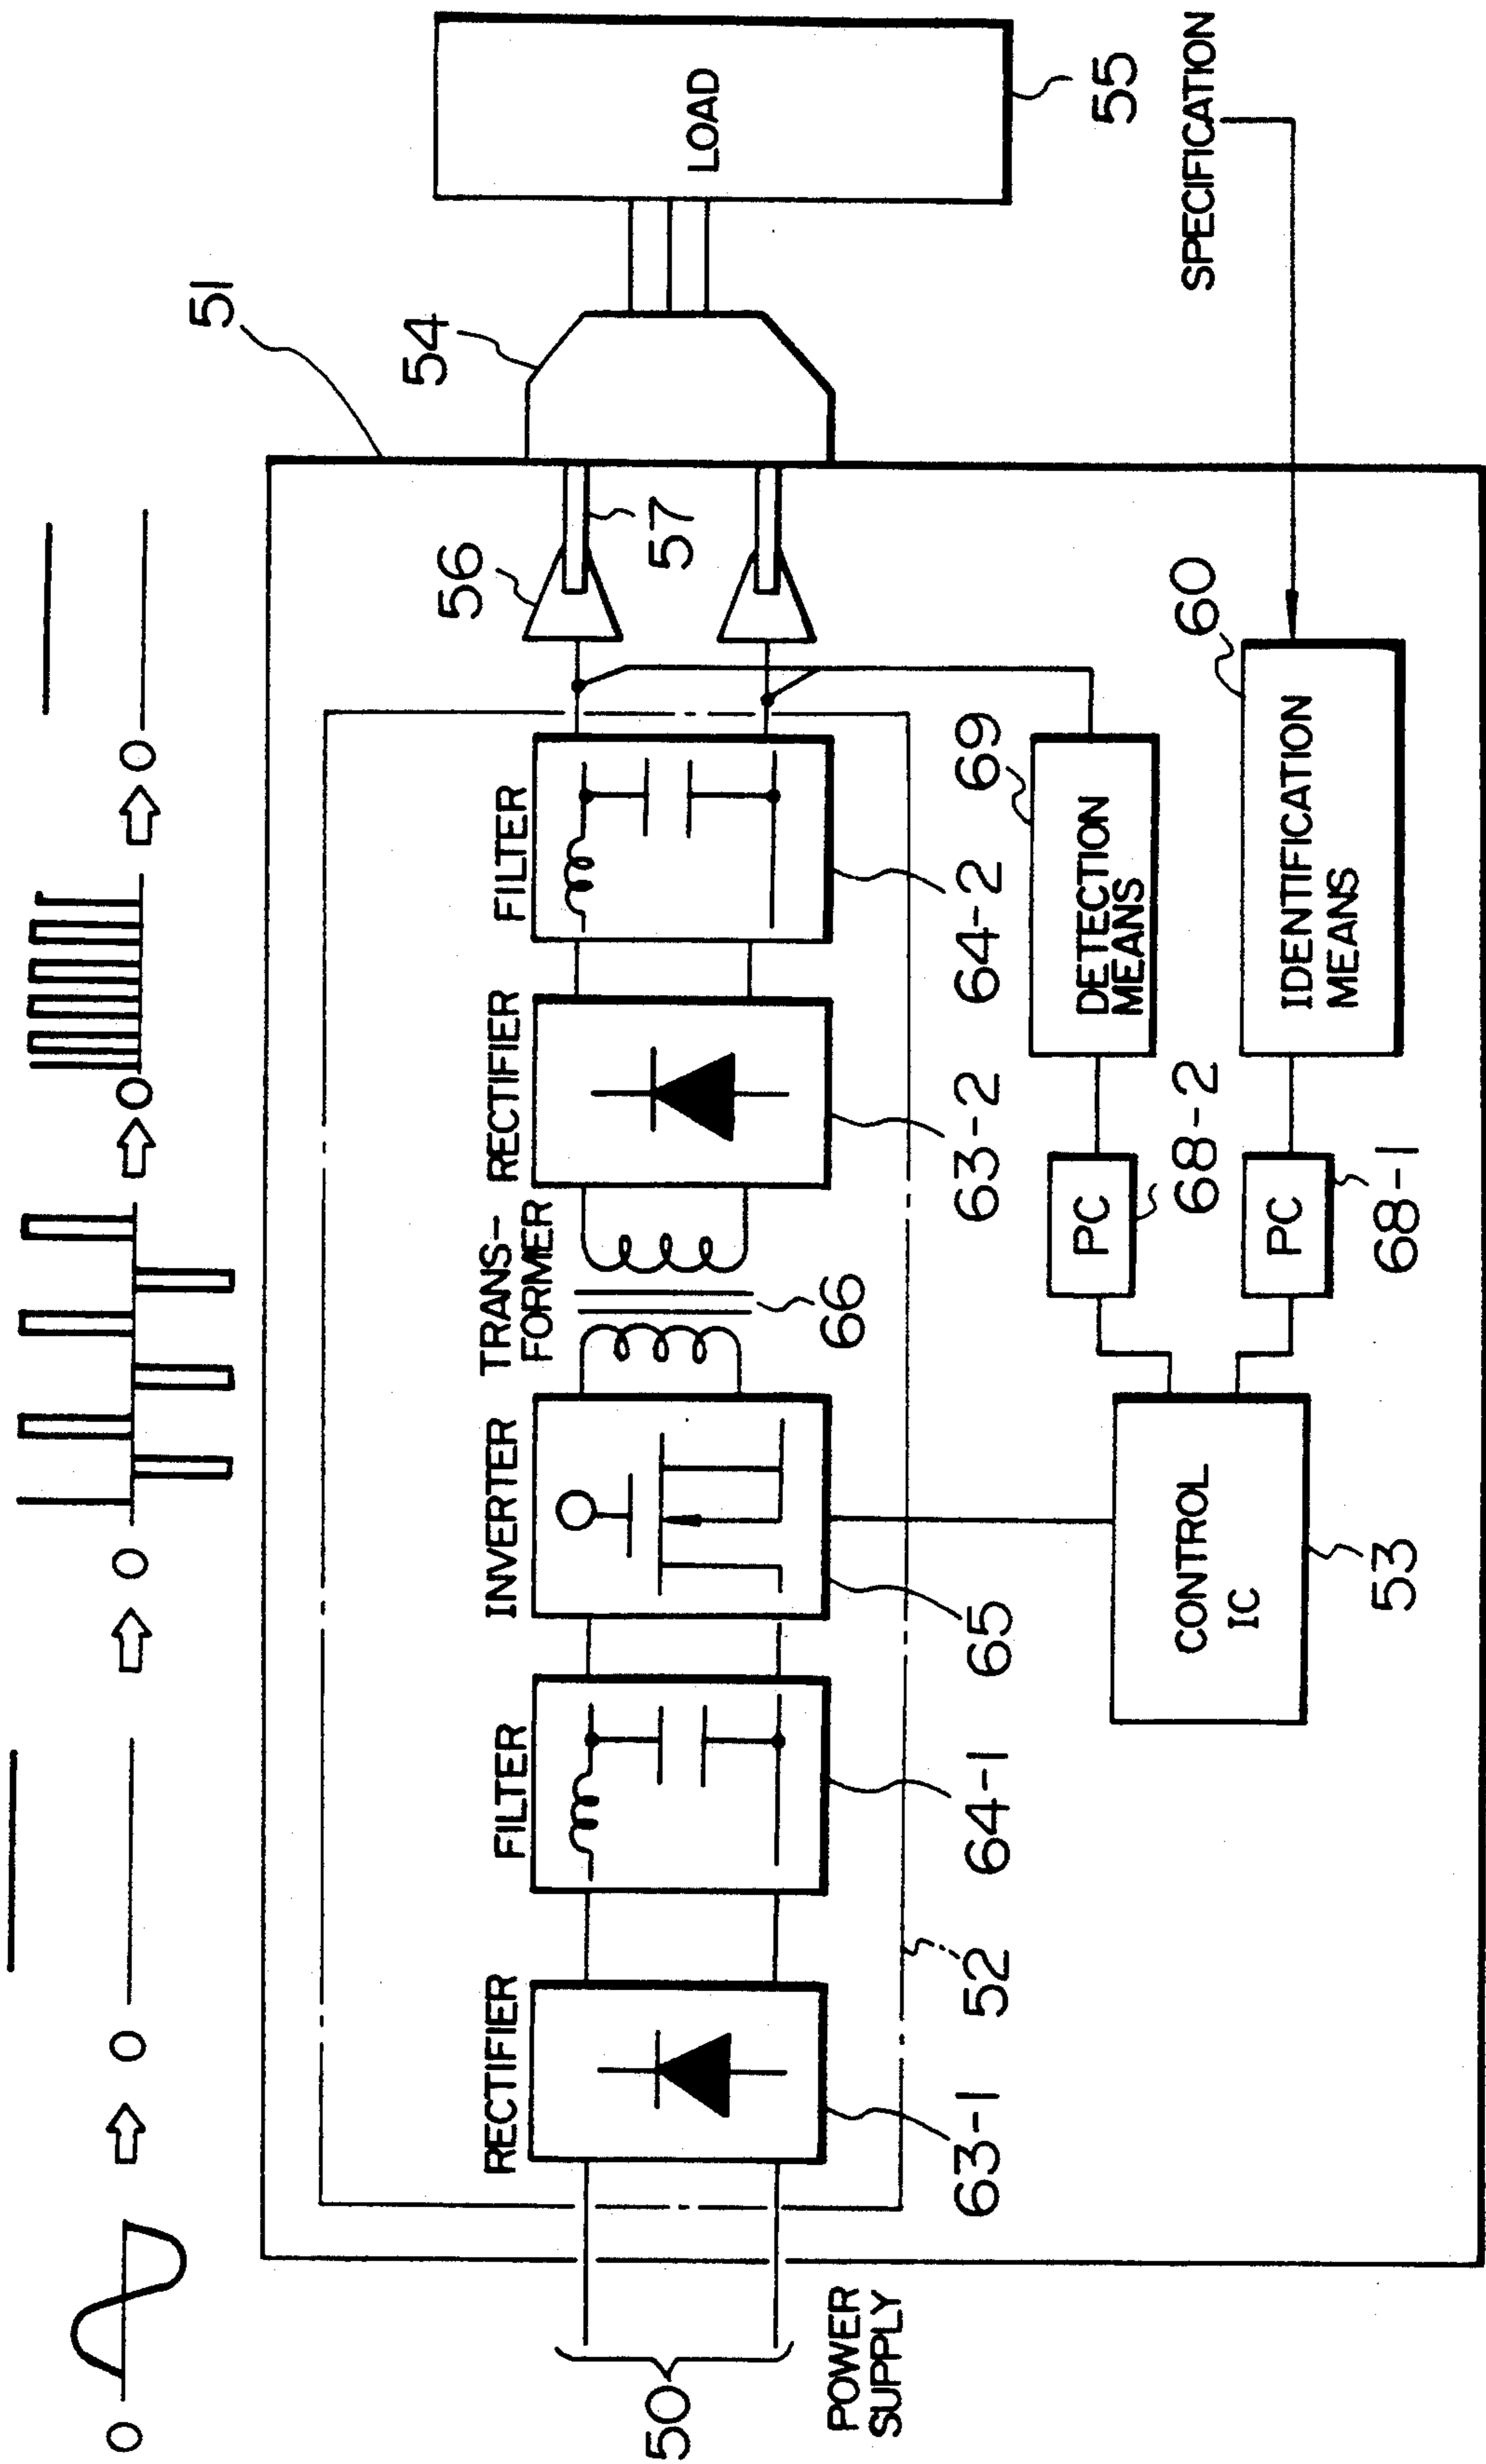 0
0
0
0
0
51
54
LOAD
55
SPECIFICATION
56
57
RECTIFIER
FILTER
INVERTER
TRANS-
FORMER
RECTIFIER
FILTER
50
POWER
SUPPLY
63-1
52
64-1
65
66
63-2
64-2
69
DETECTION
MEANS
60
IDENTIFICATION
MEANS
CONTROL
IC
53
PC
68-2
PC
68-1